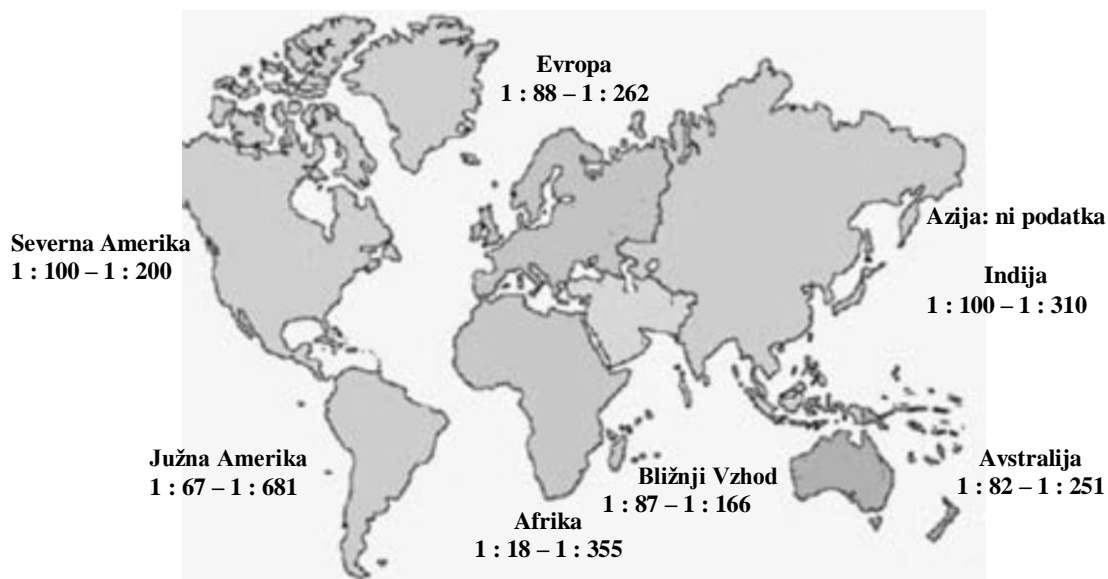 Evropa
1 : 88 – 1 : 262
Azija: ni podatka
Severna Amerika
1 : 100 – 1 : 200
Indija
1 : 100 – 1 : 310
Južna Amerika
1 : 67 – 1 : 681
Bližnji Vzhod
1 : 87 – 1 : 166
Avstralija
1 : 82 – 1 : 251
Afrika
1 : 18 – 1 : 355